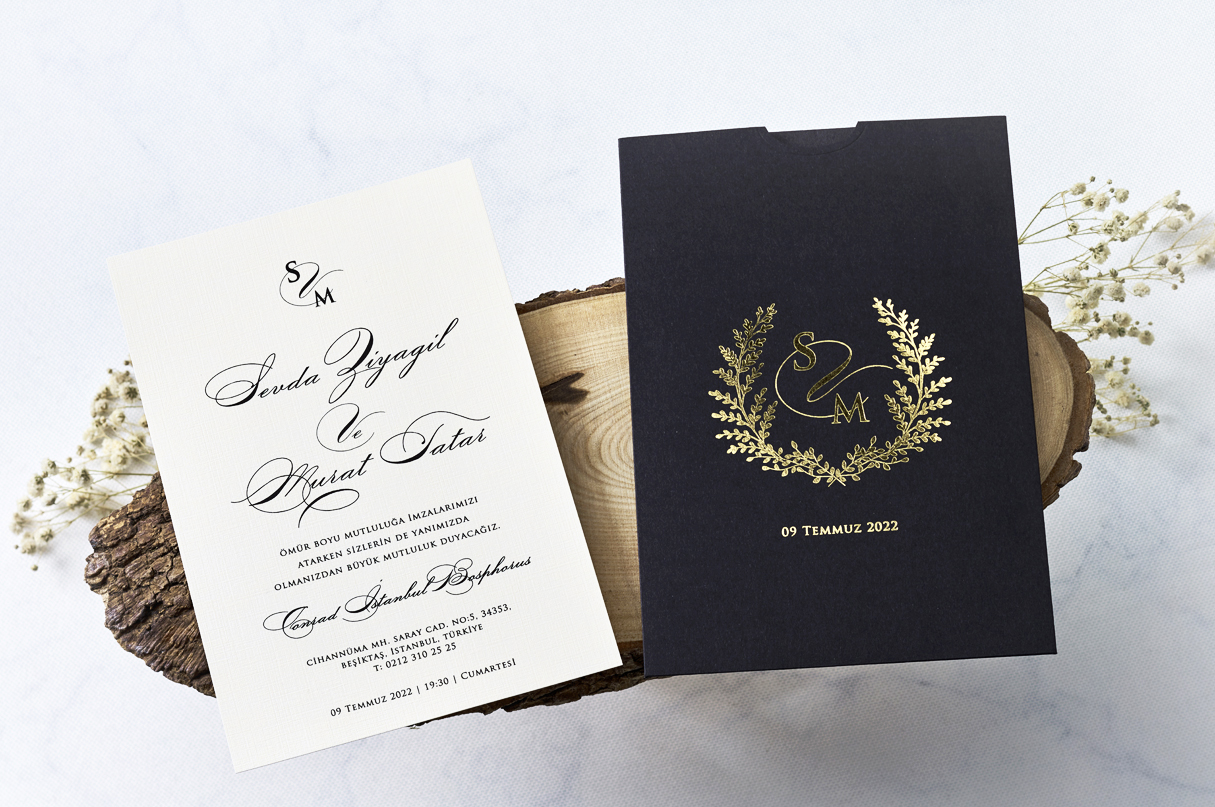 S
M
Sevda Ziyagil
Ve
Murat Tatar
ÖMÜR BOYU MUTLULUĞA İMZALARIMIZI
ATARKEN SİZLERİN DE YANIMIZDA
OLMANIZDAN BÜYÜK MUTLULUK DUYACAĞIZ.
Conrad İstanbul Bosphorus
CİHANNÜMA MH. SARAY CAD. NO:5, 34353,
BEŞİKTAŞ, İSTANBUL, TÜRKİYE
T: 0212 310 25 25
09 TEMMUZ 2022 | 19:30 | CUMARTESİ
S
M
09 TEMMUZ 2022